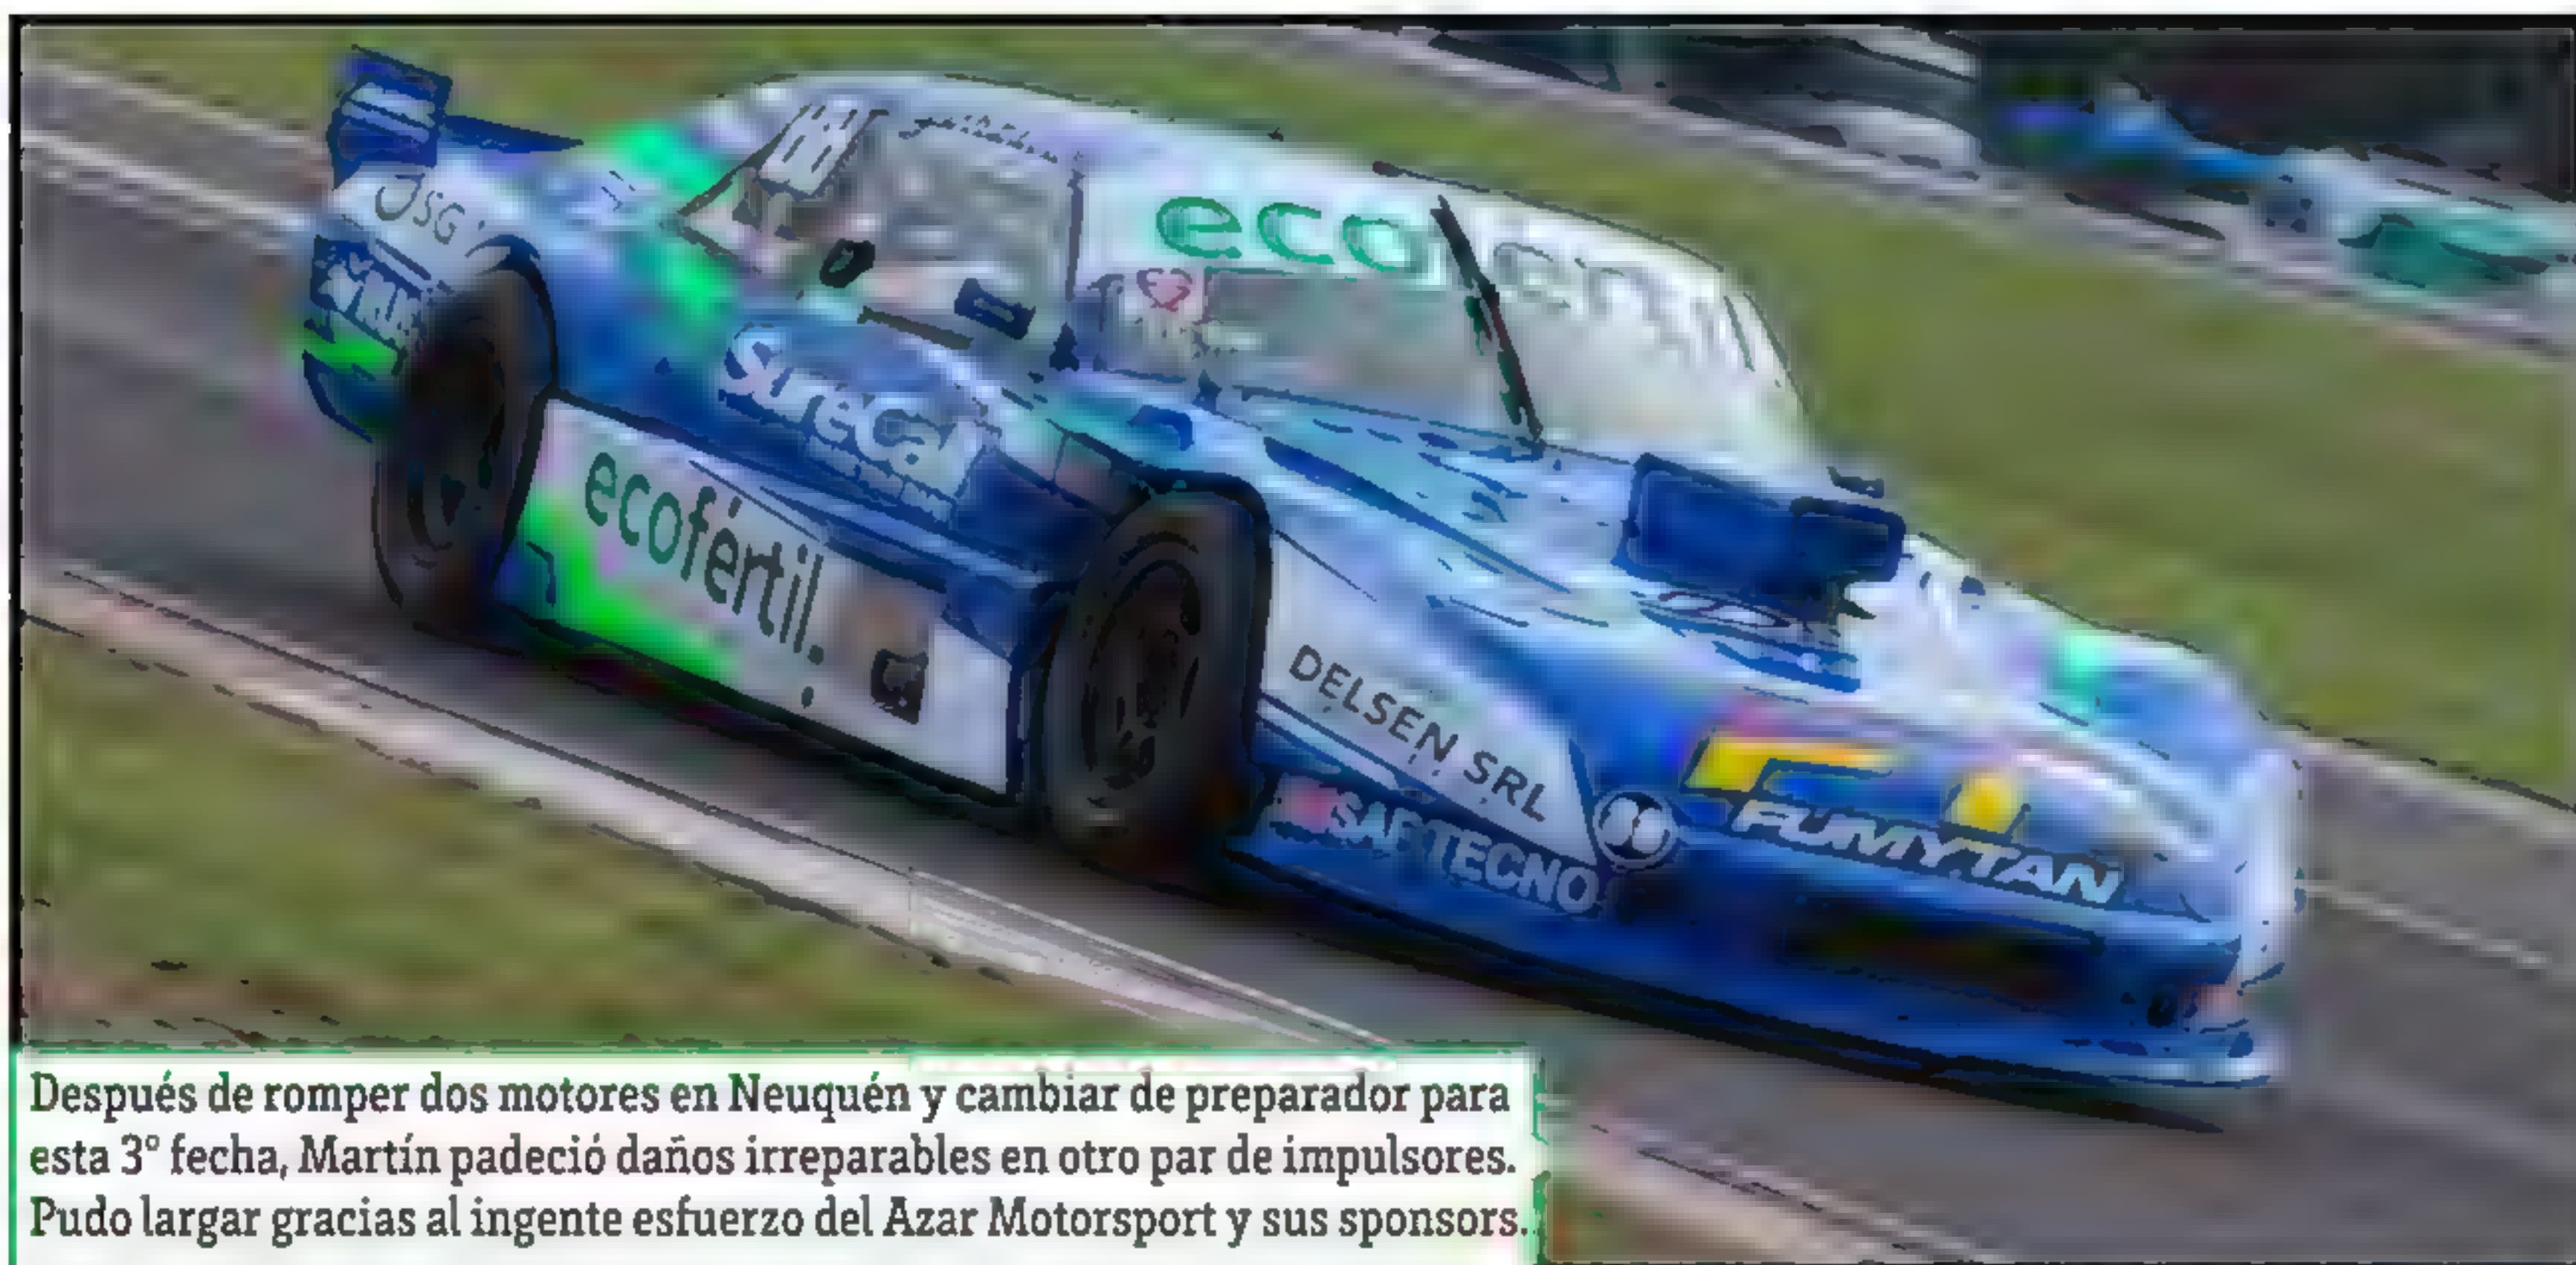 eco
SureCar
ecofértil.
DELSEN SRL
FUMYTAN
Después de romper dos motores en Neuquén y cambiar de preparador para
esta 3° fecha, Martín padeció daños irreparables en otro par de impulsores.
Pudo largar gracias al ingente esfuerzo del Azar Motorsport y sus sponsors.